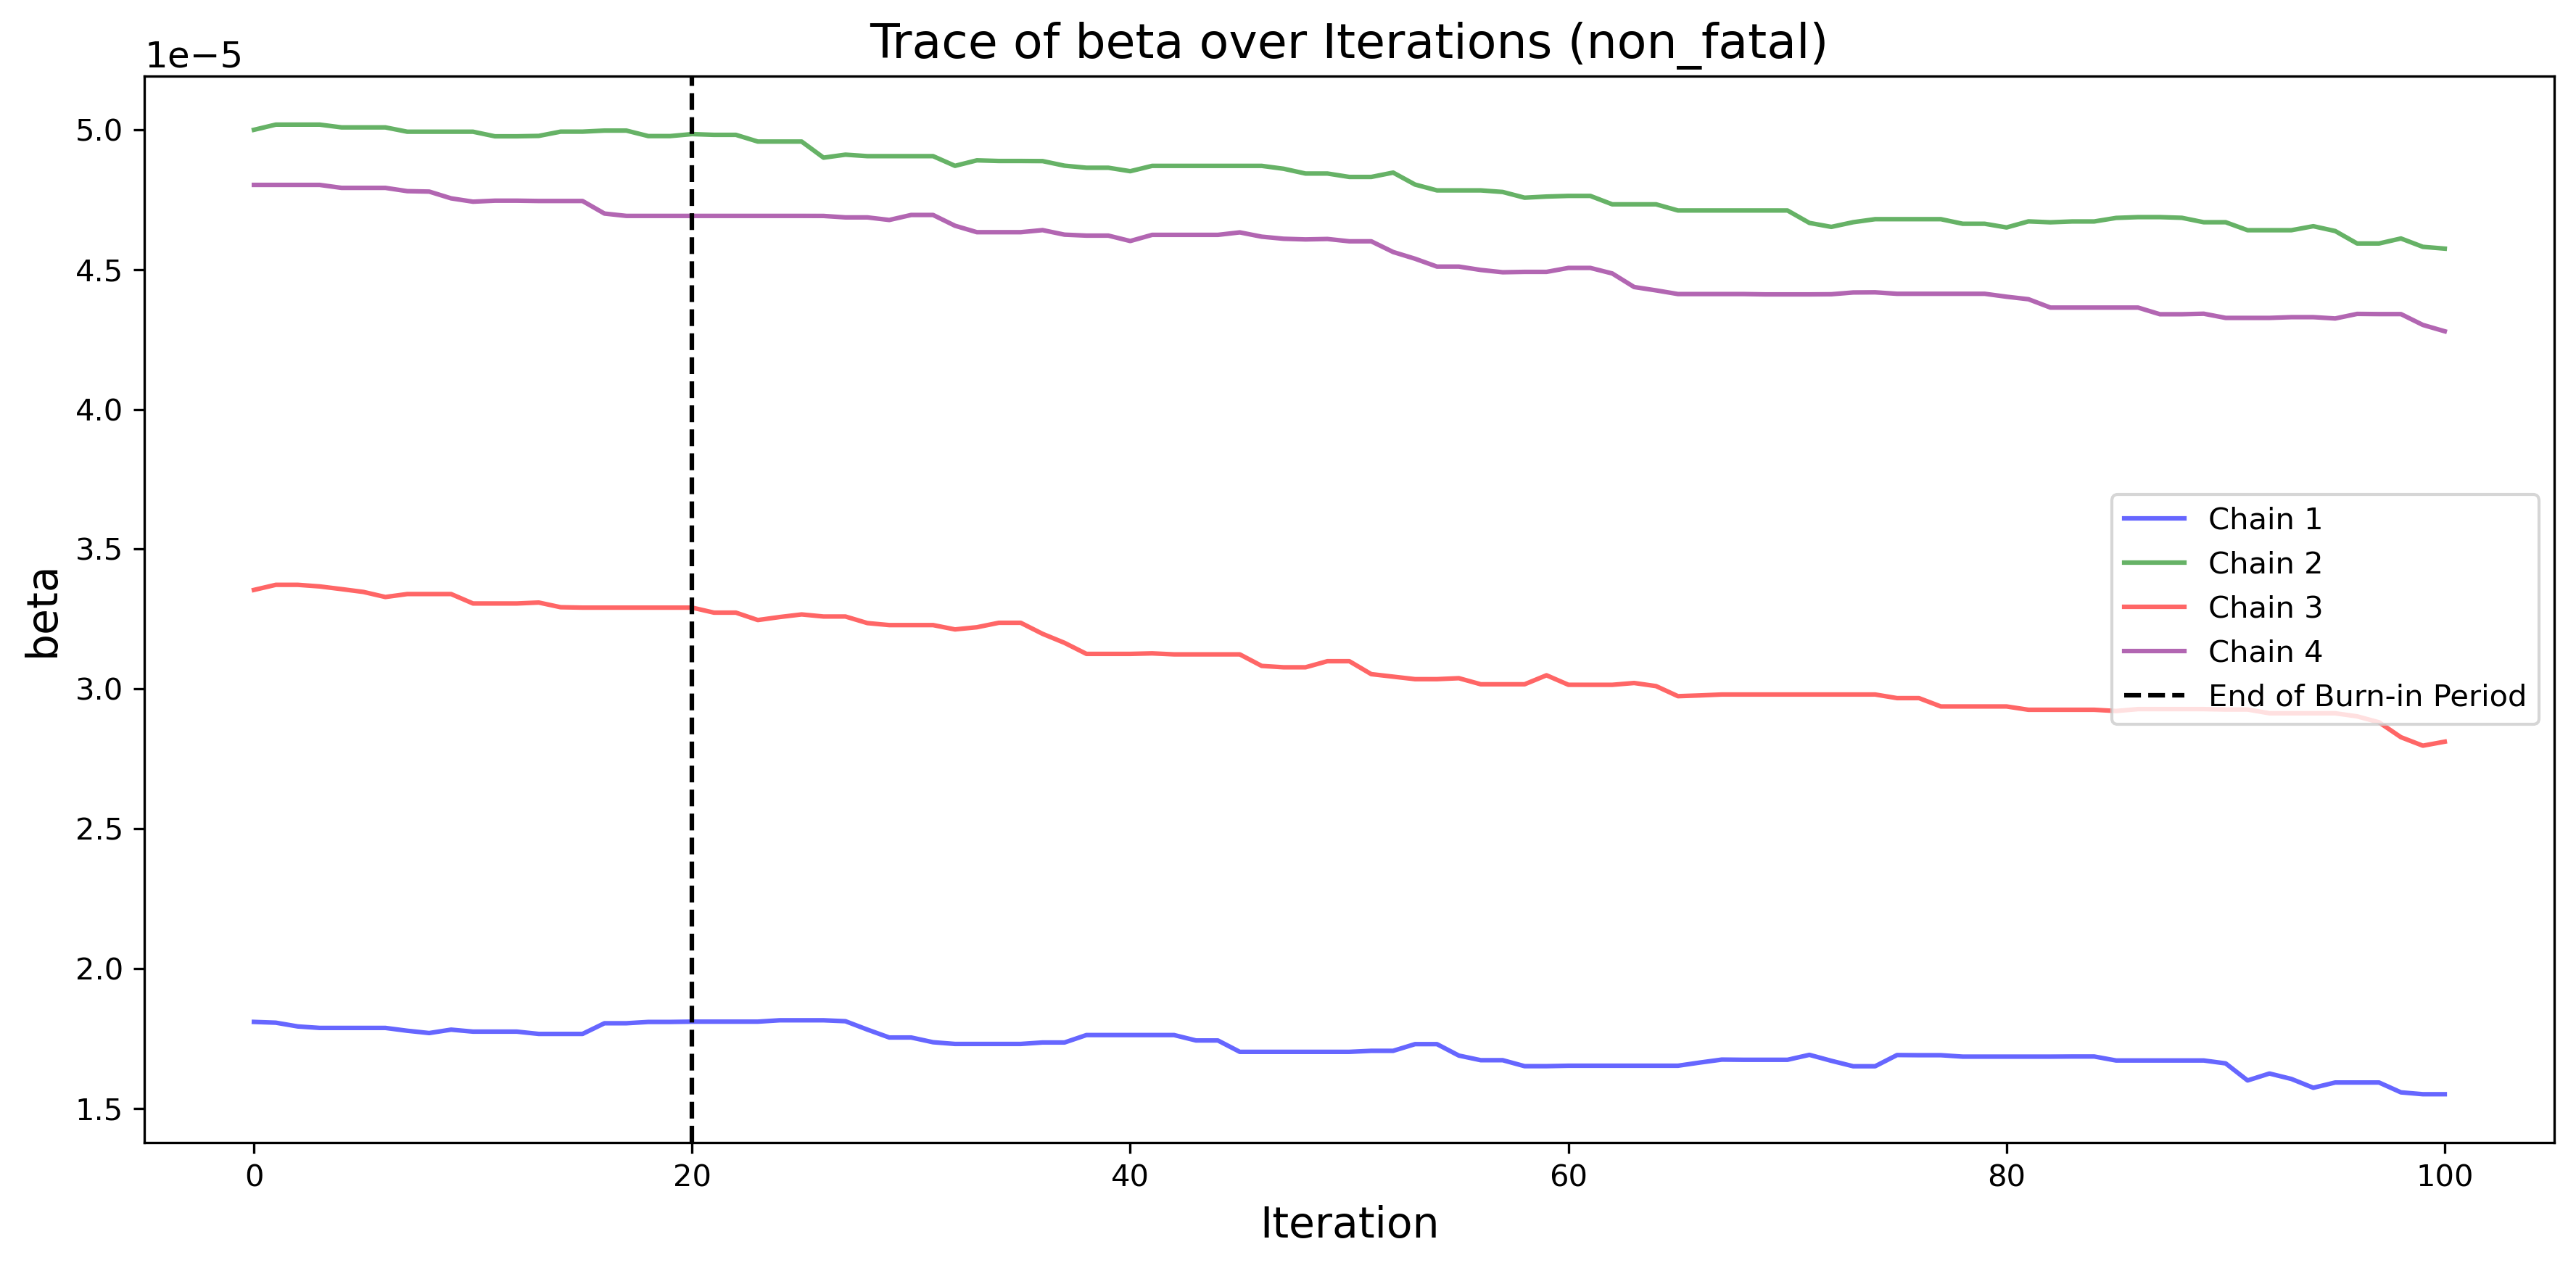 Trace of beta over Iterations (non_fatal)
1e−5
5.0
4.5
4.0
3.5
3.0
2.5
2.0
1.5
beta
Chain 1
Chain 2
Chain 3
Chain 4
End of Burn-in Period
0 20 40 60 80 100
Iteration